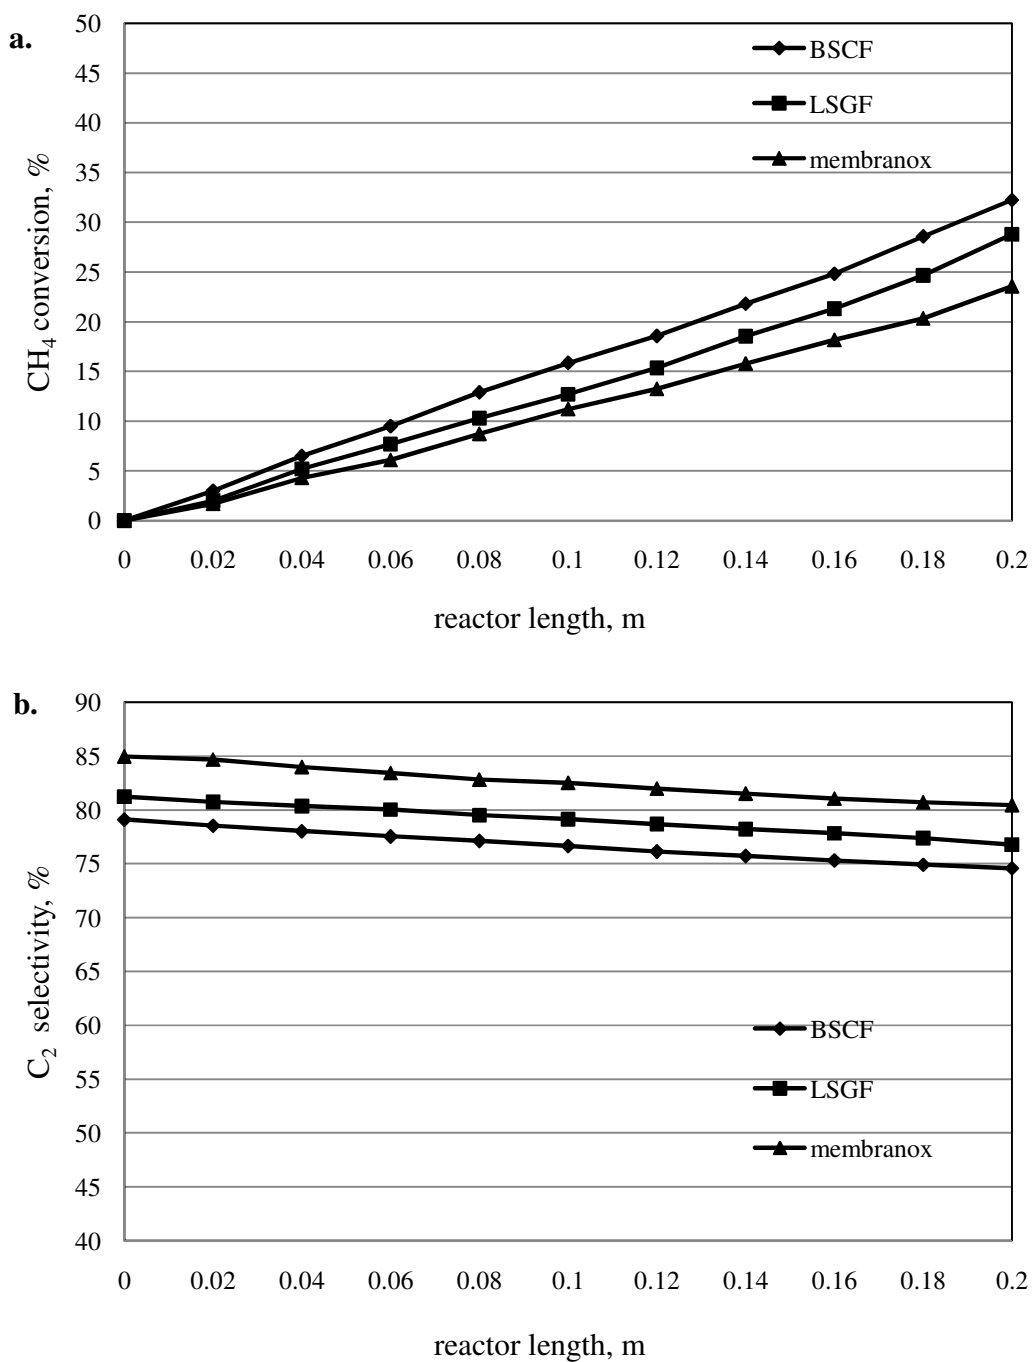 a.
50
45
40
35
30
25
20
15
10
5
0
CH₄ conversion, %
BSCF
LSGF
membranox
0 0.02 0.04 0.06 0.08 0.1 0.12 0.14 0.16 0.18 0.2
reactor length, m
b.
90
85
80
75
70
65
60
55
50
45
40
C₂ selectivity, %
BSCF
LSGF
membranox
0 0.02 0.04 0.06 0.08 0.1 0.12 0.14 0.16 0.18 0.2
reactor length, m